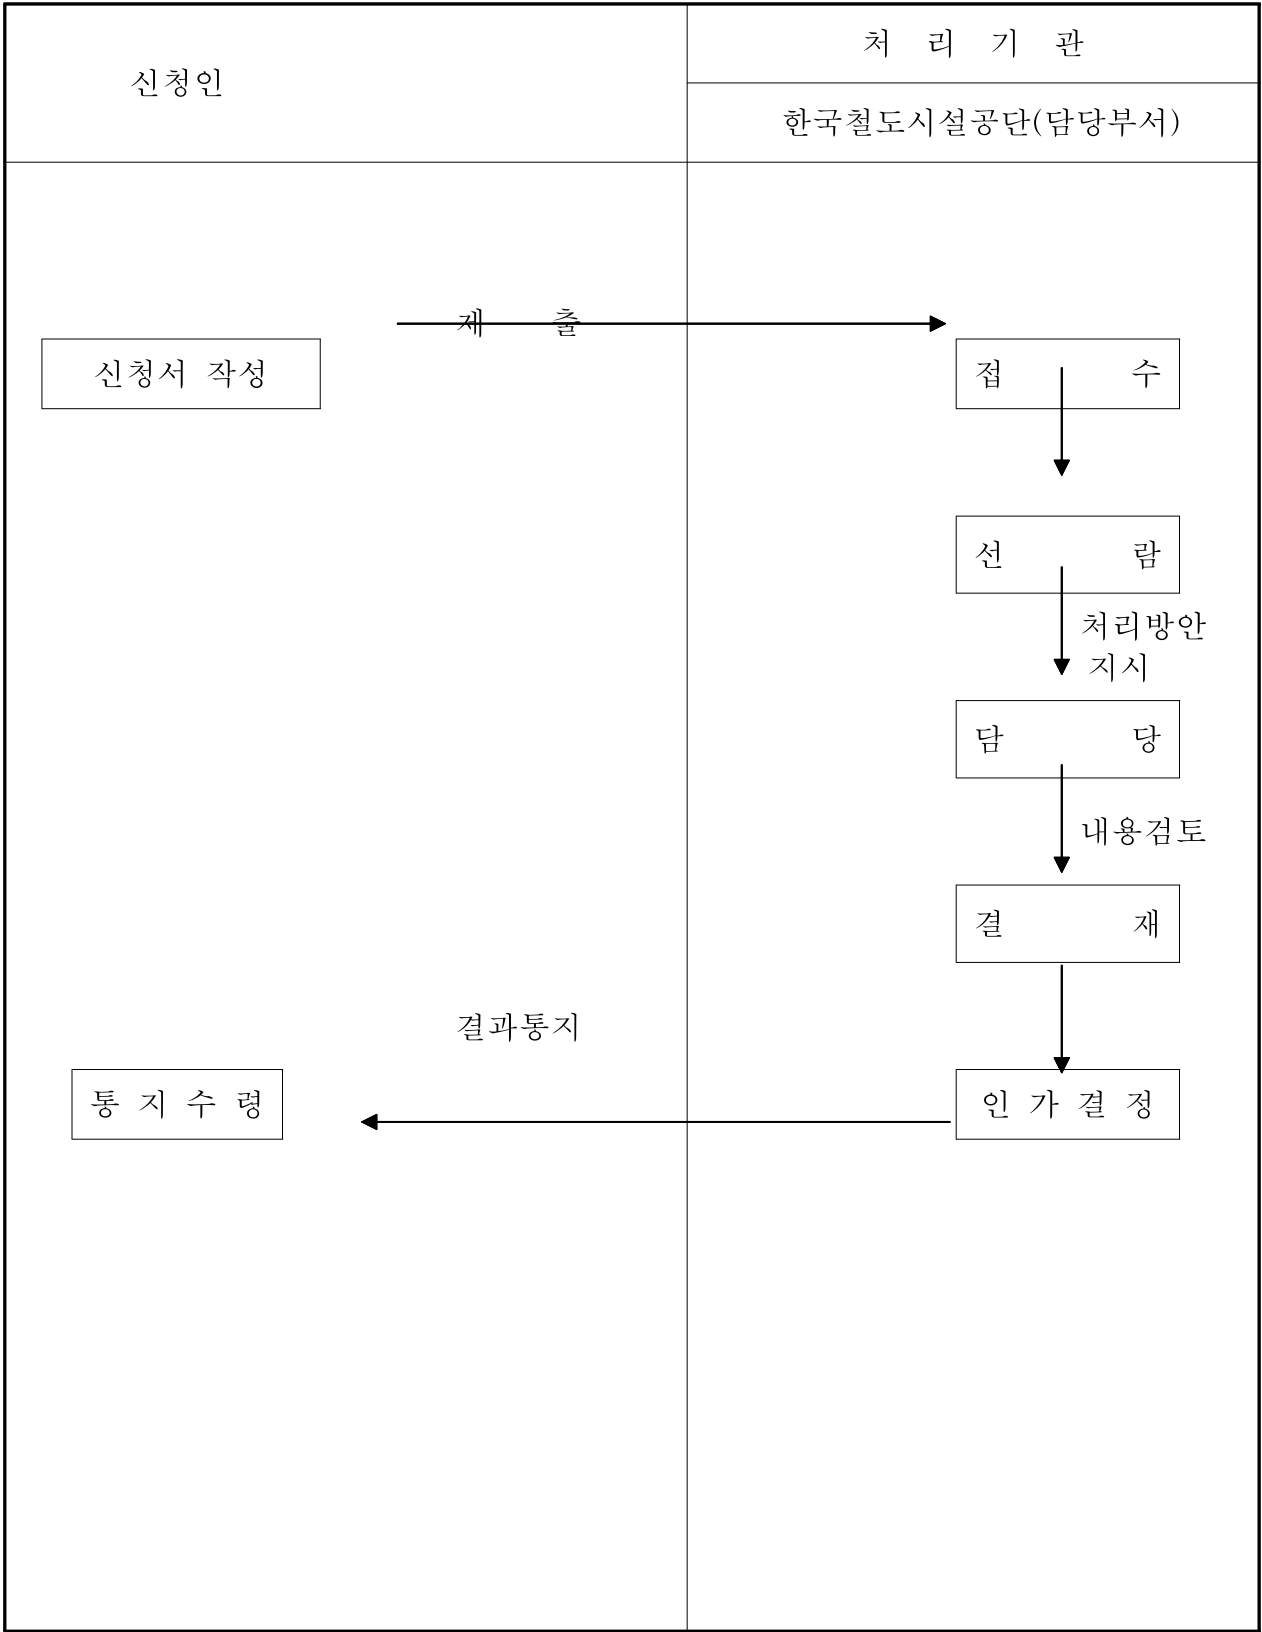 신청인
처 리 기 관
한국철도시설공단(담당부서)
제 출
신청서 작성
접 수
선 람
처리방안
지시
담 당
내용검토
결 재
결과통지
통 지 수 령
인 가 결 정